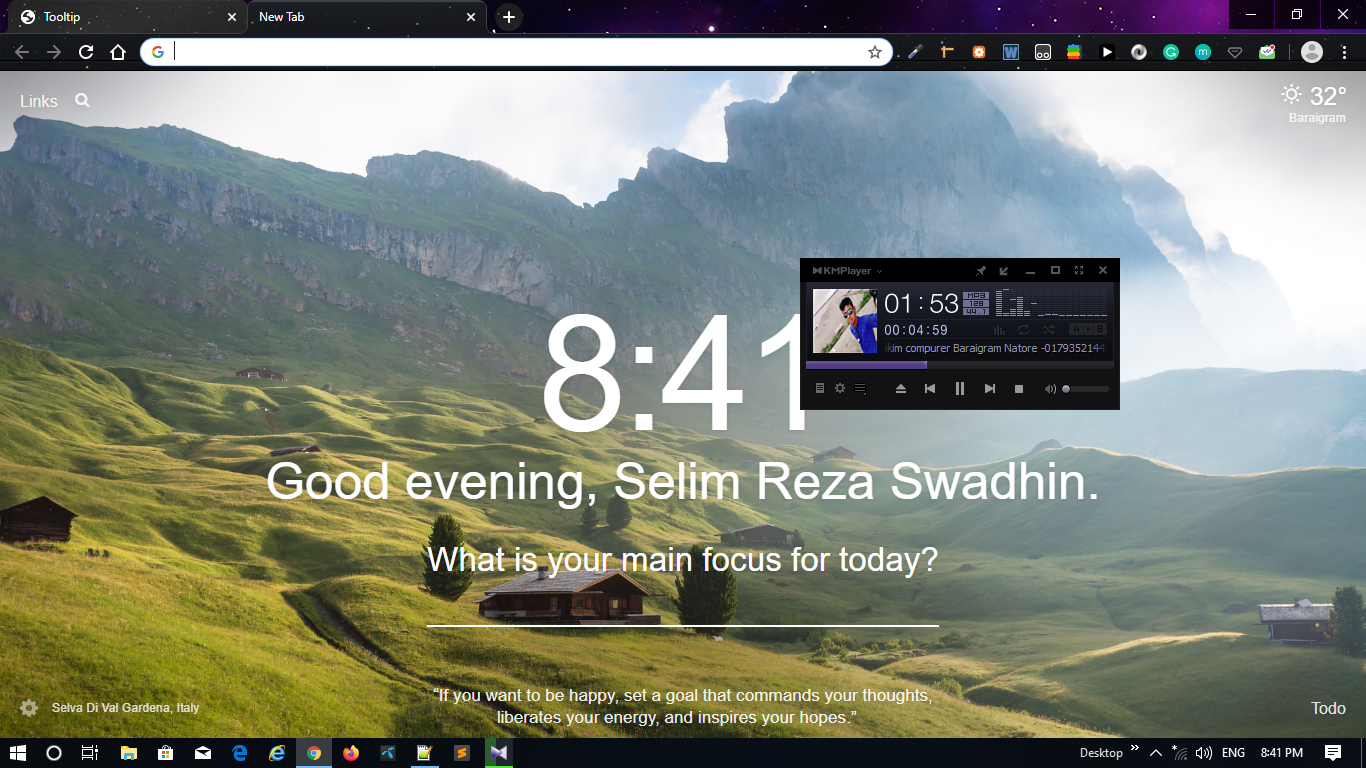 Tooltip
New Tab
Links
32°
Baraigram
KMPlayer
01:53
MP3
128
44.1
00:04:59
A B
kim compurer Baraigram Natore -0179352144
8:41
Good evening, Selim Reza Swadhin.
What is your main focus for today?
“If you want to be happy, set a goal that commands your thoughts,
liberates your energy, and inspires your hopes.”
Selva Di Val Gardena, Italy
Todo
Desktop
ENG
8:41 PM